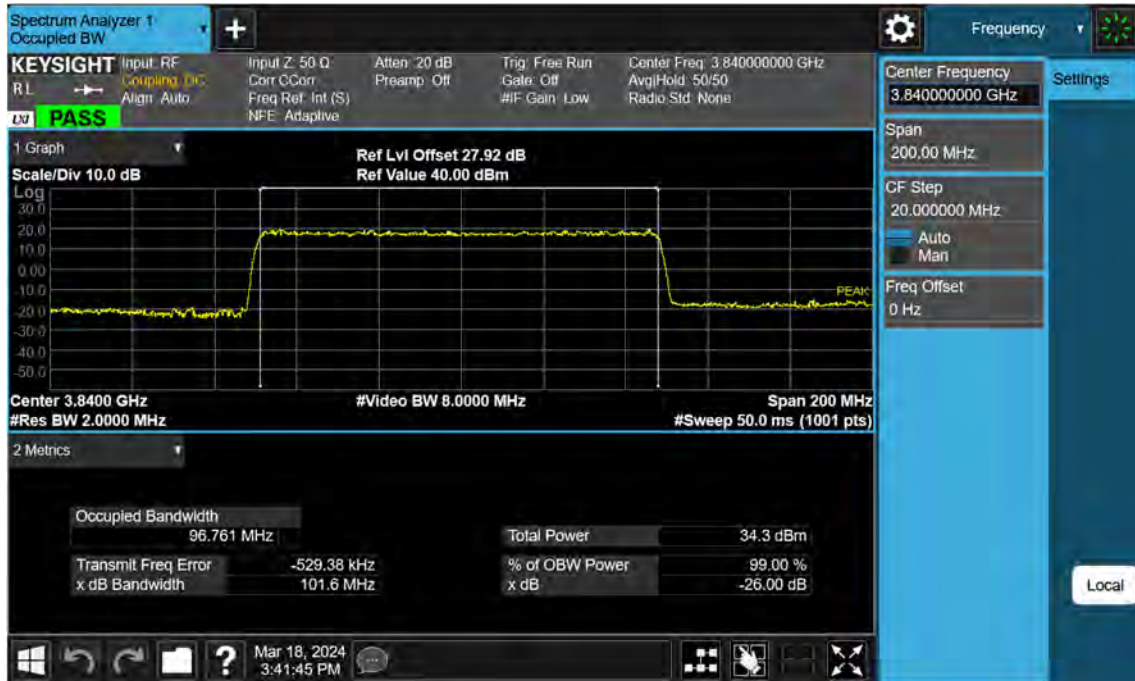 Spectrum Analyzer 1
Occupied BW
+
Frequency
KEYSIGHT
RL
LXI
PASS
Input: RF
Coupling: DC
Align: Auto
Input Z: 50 Ω
Corr CCorr
Freq Ref: Int (S)
NFE: Adaptive
Atten: 20 dB
Preamp: Off
Trig: Free Run
Gate: Off
#IF Gain: Low
Center Freq: 3.840000000 GHz
Avg|Hold: 50/50
Radio Std: None
1 Graph
Scale/Div 10.0 dB
Ref Lvl Offset 27.92 dB
Ref Value 40.00 dBm
Log
30.0
20.0
10.0
0.00
-10.0
-20.0
-30.0
-40.0
-50.0
PEAK
Center 3.8400 GHz
#Res BW 2.0000 MHz
#Video BW 8.0000 MHz
Span 200 MHz
#Sweep 50.0 ms (1001 pts)
2 Metrics
Occupied Bandwidth
96.761 MHz
Transmit Freq Error -529.38 kHz
x dB Bandwidth 101.6 MHz
Total Power 34.3 dBm
% of OBW Power 99.00 %
x dB -26.00 dB
?
Mar 18, 2024
3:41:45 PM
Center Frequency
3.840000000 GHz
Span
200.00 MHz
CF Step
20.000000 MHz
Auto
Man
Freq Offset
0 Hz
Settings
Local